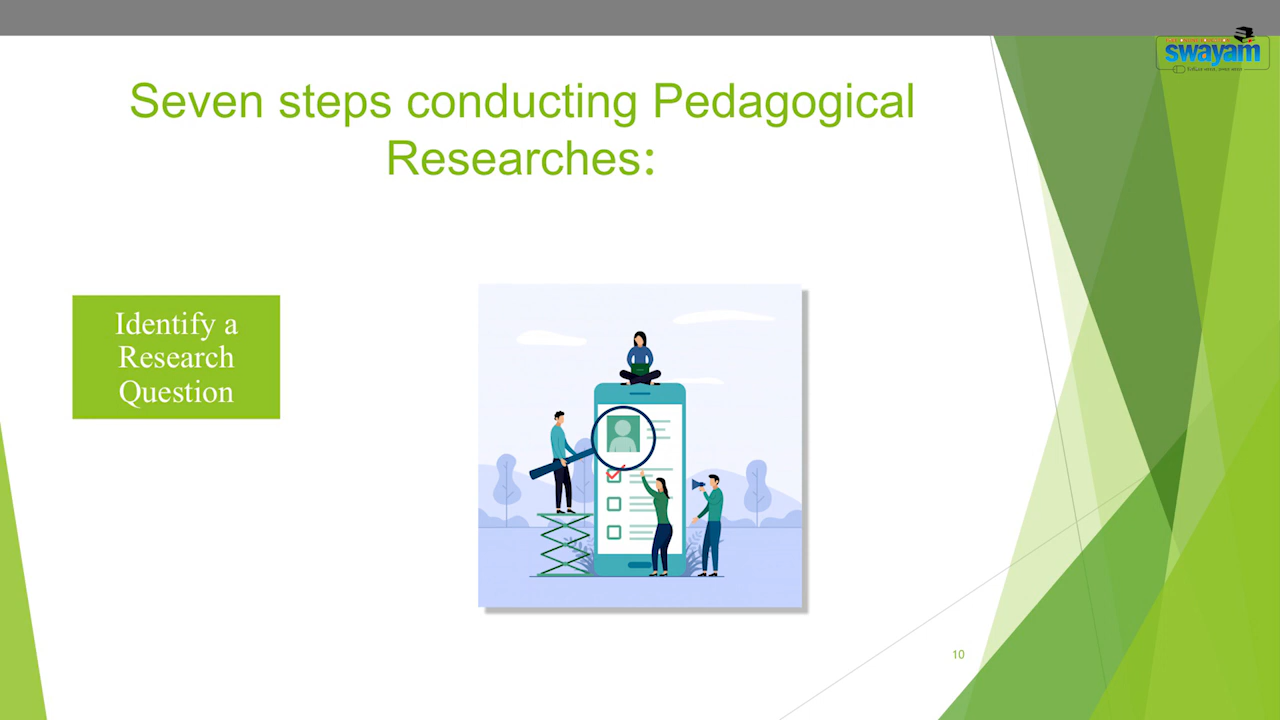 swayam
Seven steps conducting Pedagogical
Researches:
Identify a
Research
Question
10